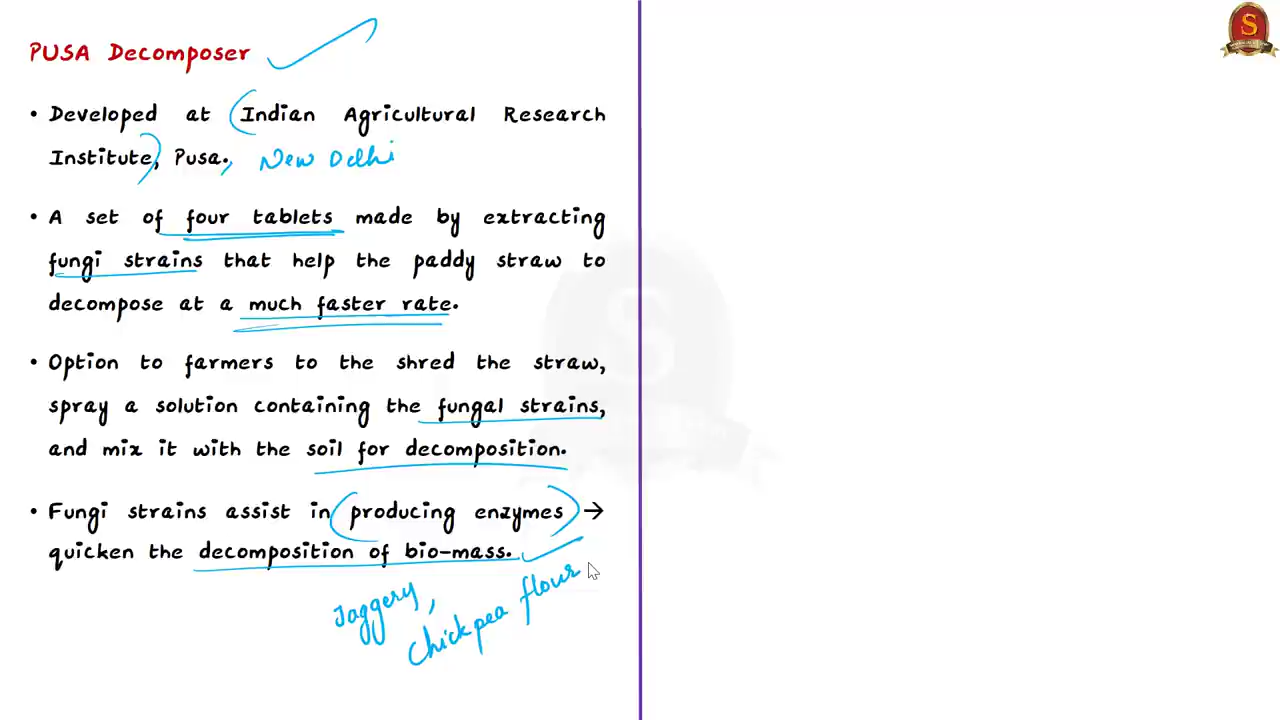 PUSA Decomposer
• Developed at Indian Agricultural Research
Institute, Pusa. , New Delhi
• A set of four tablets made by extracting
fungi strains that help the paddy straw to
decompose at a much faster rate.
• Option to farmers to the shred the straw,
spray a solution containing the fungal strains,
and mix it with the soil for decomposition.
• Fungi strains assist in producing enzymes →
quicken the decomposition of bio-mass.
Jaggery,
chickpea flour
S
S